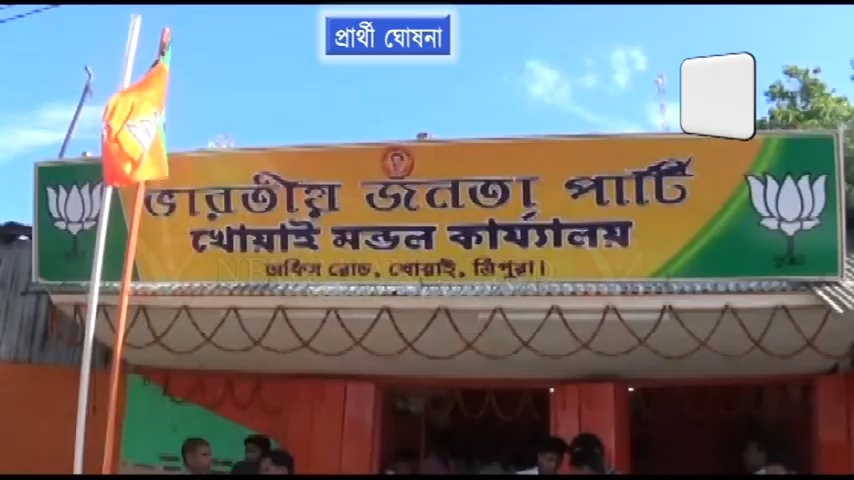 প্রার্থী ঘোষনা
ভারতীয় জনতা পার্টি
খোয়াই মন্ডল কার্য্যালয়
অফিস রোড, খোয়াই, ত্রিপুরা।